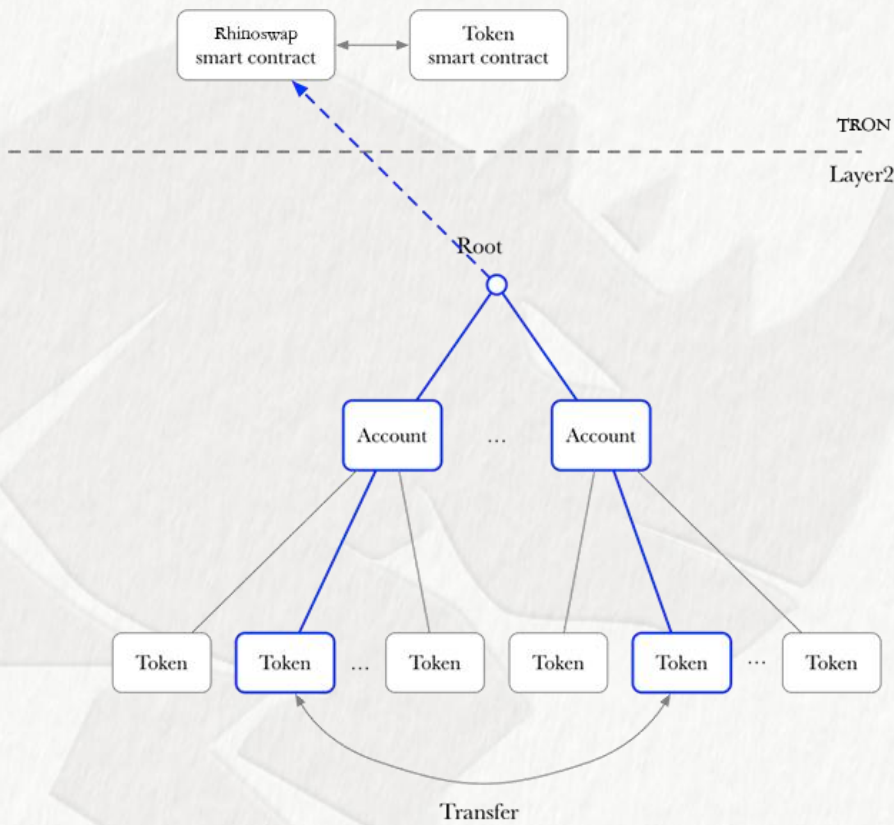 Rhinoswap
smart contract
Token
smart contract
TRON
Layer2
Root
Account
...
Account
Token
Token
...
Token
Token
Token
...
Token
Transfer